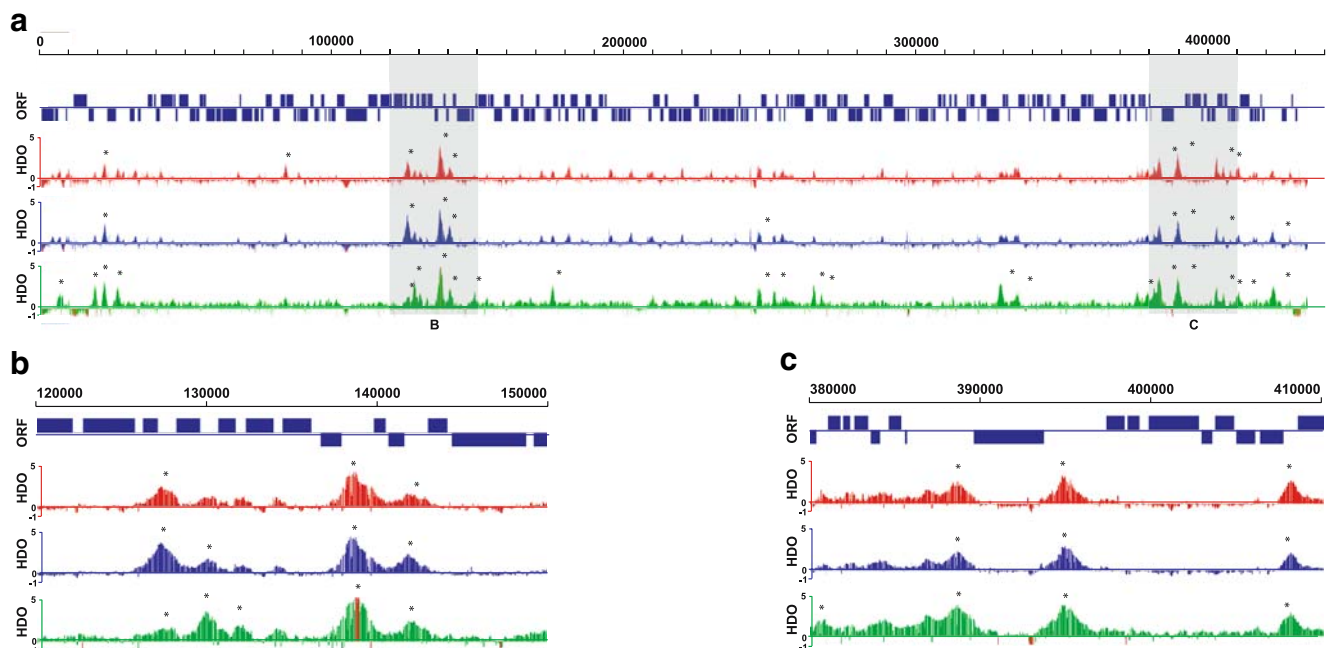 a
0 100000 200000 300000 400000
ORF
5
HDO
0
-1
* * * * * * * * *
5
HDO
0
-1
* * * * * * * * *
5
HDO
0
-1
* * * * * * * * * * * * * * * * * * * * * *
B C
b
120000 130000 140000 150000
ORF
5
HDO
0
-1
* * *
5
HDO
0
-1
* * * *
5
HDO
0
-1
* * * * *
c
380000 390000 400000 410000
ORF
5
HDO
0
-1
* * *
5
HDO
0
-1
* * *
5
HDO
0
-1
* * * *